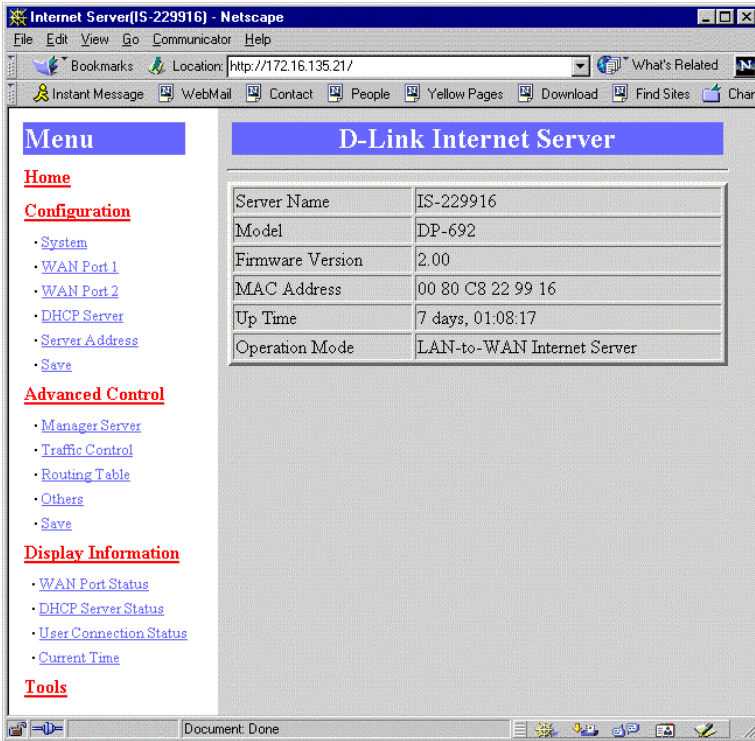 Internet Server(IS-229916) - Netscape
File Edit View Go Communicator Help
Bookmarks Location: http://172.16.135.21/ What's Related N
Instant Message WebMail Contact People Yellow Pages Download Find Sites Chan
Menu
Home
Configuration
· System
· WAN Port 1
· WAN Port 2
· DHCP Server
· Server Address
· Save
Advanced Control
· Manager Server
· Traffic Control
· Routing Table
· Others
· Save
Display Information
· WAN Port Status
· DHCP Server Status
· User Connection Status
· Current Time
Tools
D-Link Internet Server
Server Name IS-229916
Model DP-692
Firmware Version 2.00
MAC Address 00 80 C8 22 99 16
Up Time 7 days, 01:08:17
Operation Mode LAN-to-WAN Internet Server
Document: Done